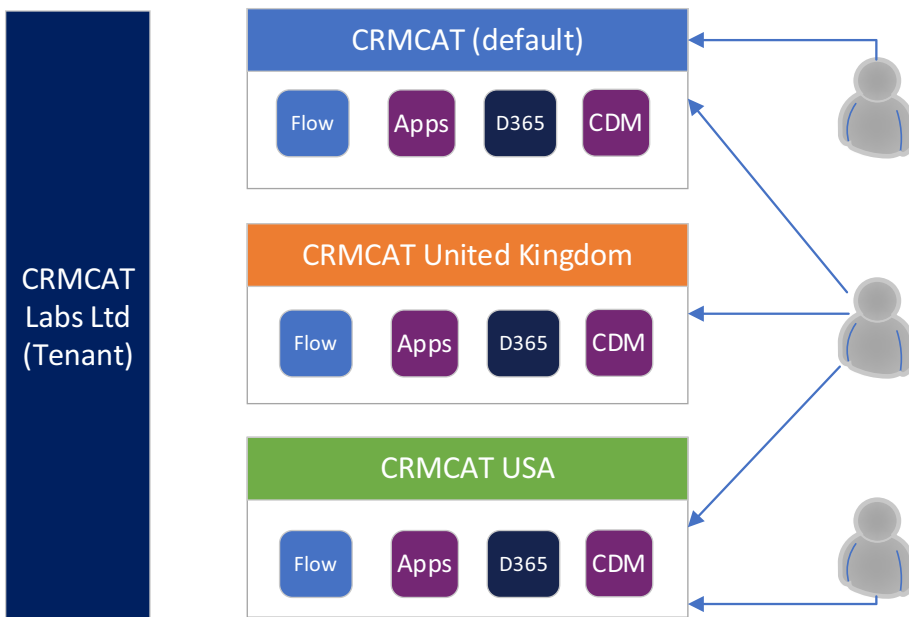 CRMCAT
Labs Ltd
(Tenant)
CRMCAT (default)
Flow
Apps
D365
CDM
CRMCAT United Kingdom
Flow
Apps
D365
CDM
CRMCAT USA
Flow
Apps
D365
CDM